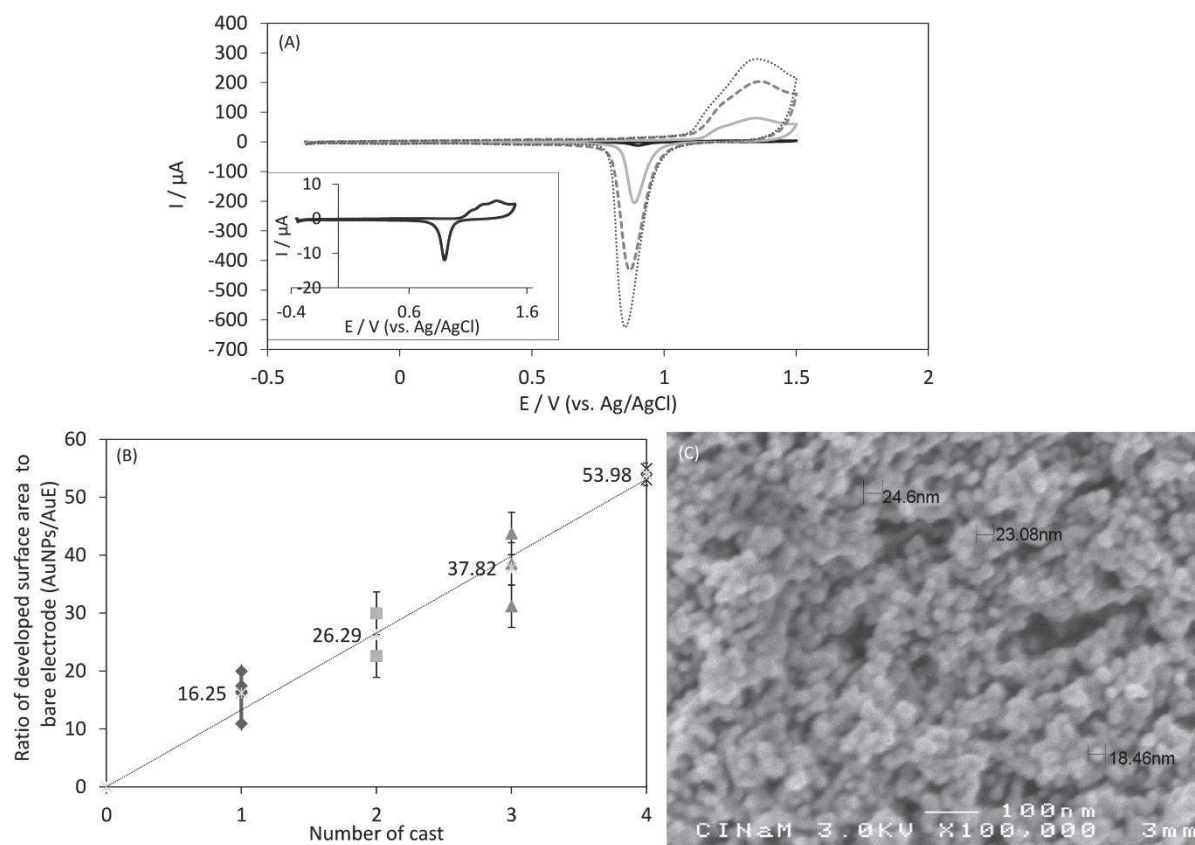 (A)
400
300
200
100
0
-100
-200
-300
-400
-500
-600
-700
I / µA
-0.5 0 0.5 1 1.5 2
E / V (vs. Ag/AgCl)
10
0
-10
-20
I / µA
-0.4 0.6 1.6
E / V (vs. Ag/AgCl)
(B)
60
50
40
30
20
10
0
Ratio of developed surface area to
bare electrode (AuNPs/AuE)
16.25
26.29
37.82
53.98
0 1 2 3 4
Number of cast
(C)
24.6nm
23.08nm
18.46nm
100nm
CINaM 3.0KV X100,000 3mm